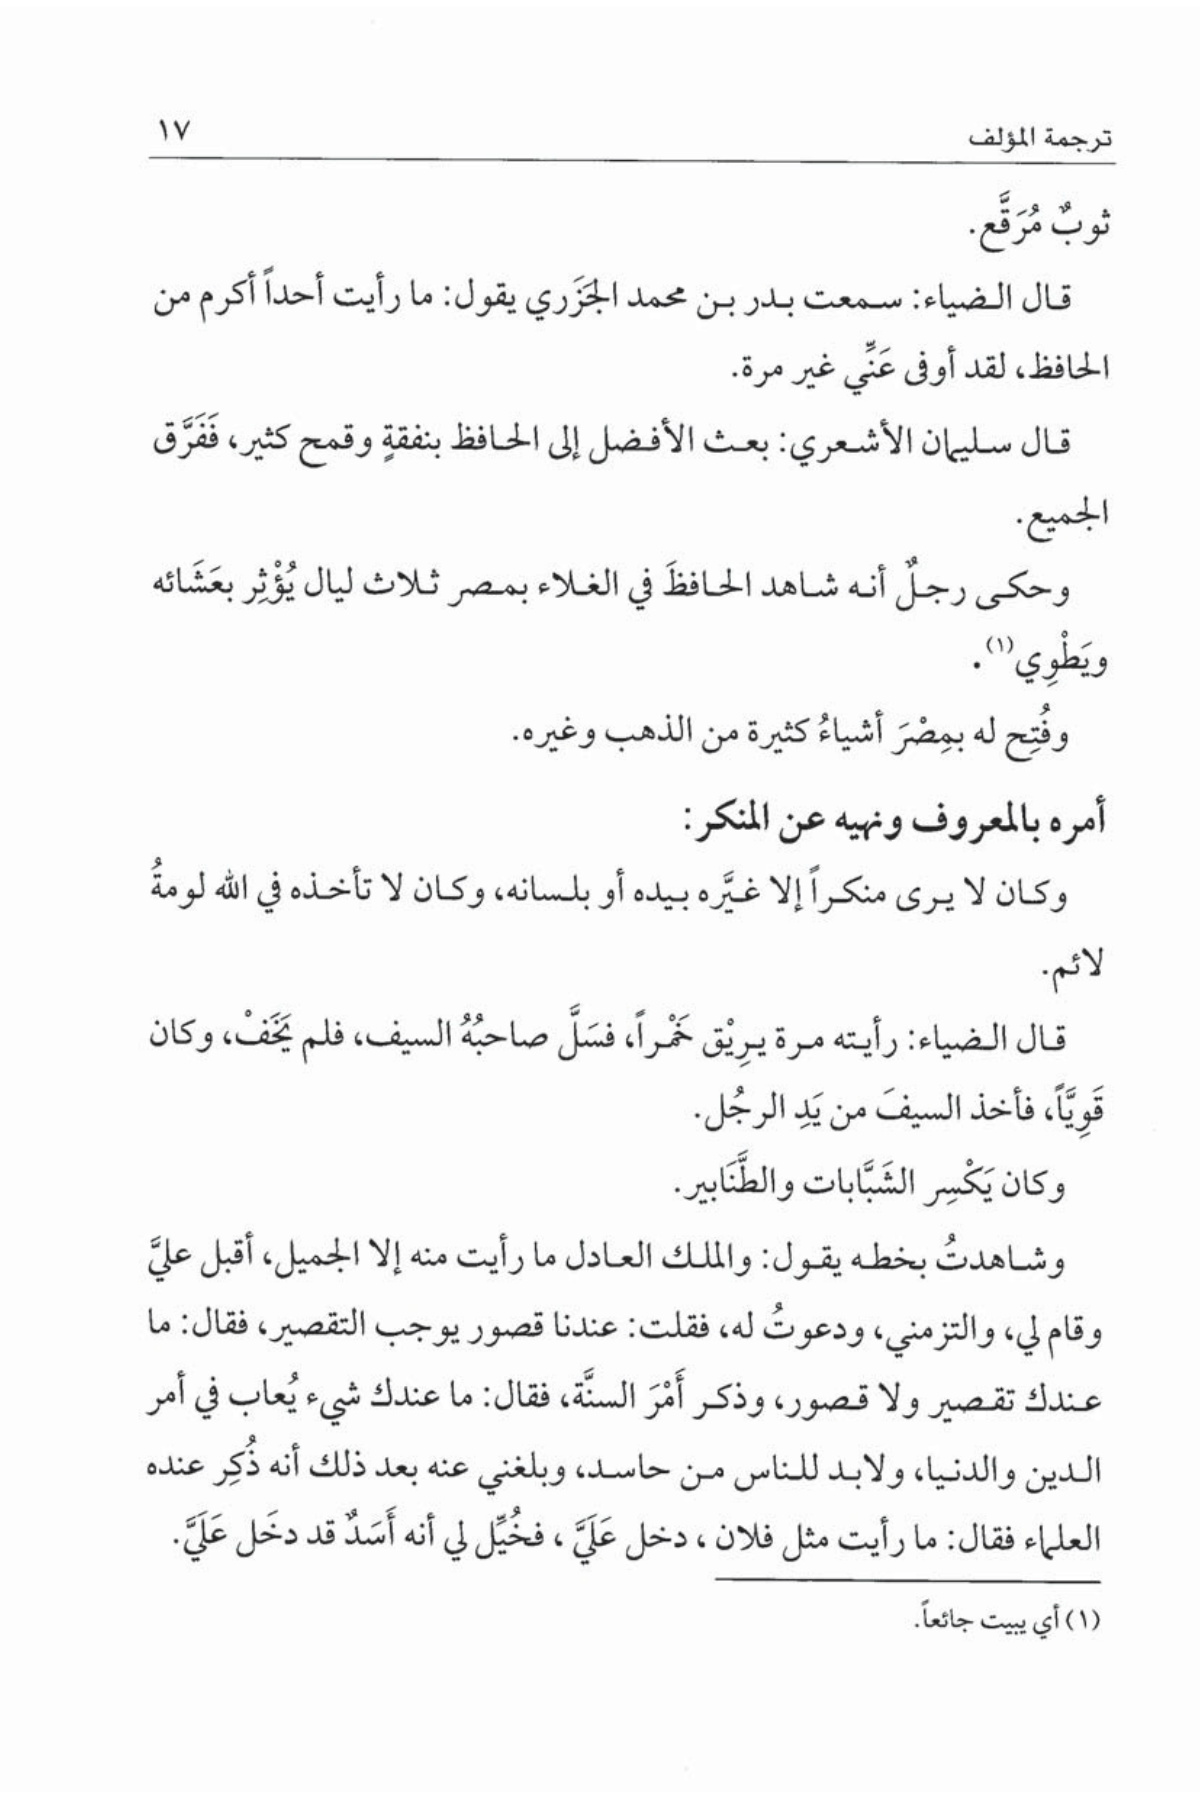 ترجمة المؤلف ١٧
ثوبٌ مُرَقَّع.
قال الضياء: سمعت بدر بن محمد الجَزَري يقول: ما رأيت أحداً أكرم من
الحافظ، لقد أوفى عَنِّي غير مرة.
قال سليمان الأشعري: بعث الأفضل إلى الحافظ بنفقةٍ وقمح كثير، فَفَرَّق
الجميع.
وحكى رجلٌ أنه شاهد الحافظَ في الغلاء بمصر ثلاث ليال يُؤْثِر بعَشَائه
ويَطْوِي(١).
وفُتِح له بمِصْرَ أشياءُ كثيرة من الذهب وغيره.
أمره بالمعروف ونهيه عن المنكر:
وكان لا يرى منكراً إلا غيَّره بيده أو بلسانه، وكان لا تأخذه في الله لومةُ
لائم.
قال الضياء: رأيته مرة يرِيْق خَمْراً، فسَلَّ صاحبُهُ السيف، فلم يَخَفْ، وكان
قَوِيَّاً، فأخذ السيفَ من يَدِ الرجُل.
وكان يَكْسِر الشَبَّابات والطَّنَابير.
وشاهدتُ بخطه يقول: والملك العادل ما رأيت منه إلا الجميل، أقبل عليَّ
وقام لي، والتزمني، ودعوتُ له، فقلت: عندنا قصور يوجب التقصير، فقال: ما
عندك تقصير ولا قصور، وذكر أَمْرَ السنَّة، فقال: ما عندك شيء يُعاب في أمر
الدين والدنيا، ولابد للناس من حاسد، وبلغني عنه بعد ذلك أنه ذُكِر عنده
العلماء فقال: ما رأيت مثل فلان ، دخل عَلَيَّ ، فخُيِّل لي أنه أَسَدٌ قد دخَل عَلَيَّ.
(١) أي يبيت جائعاً.